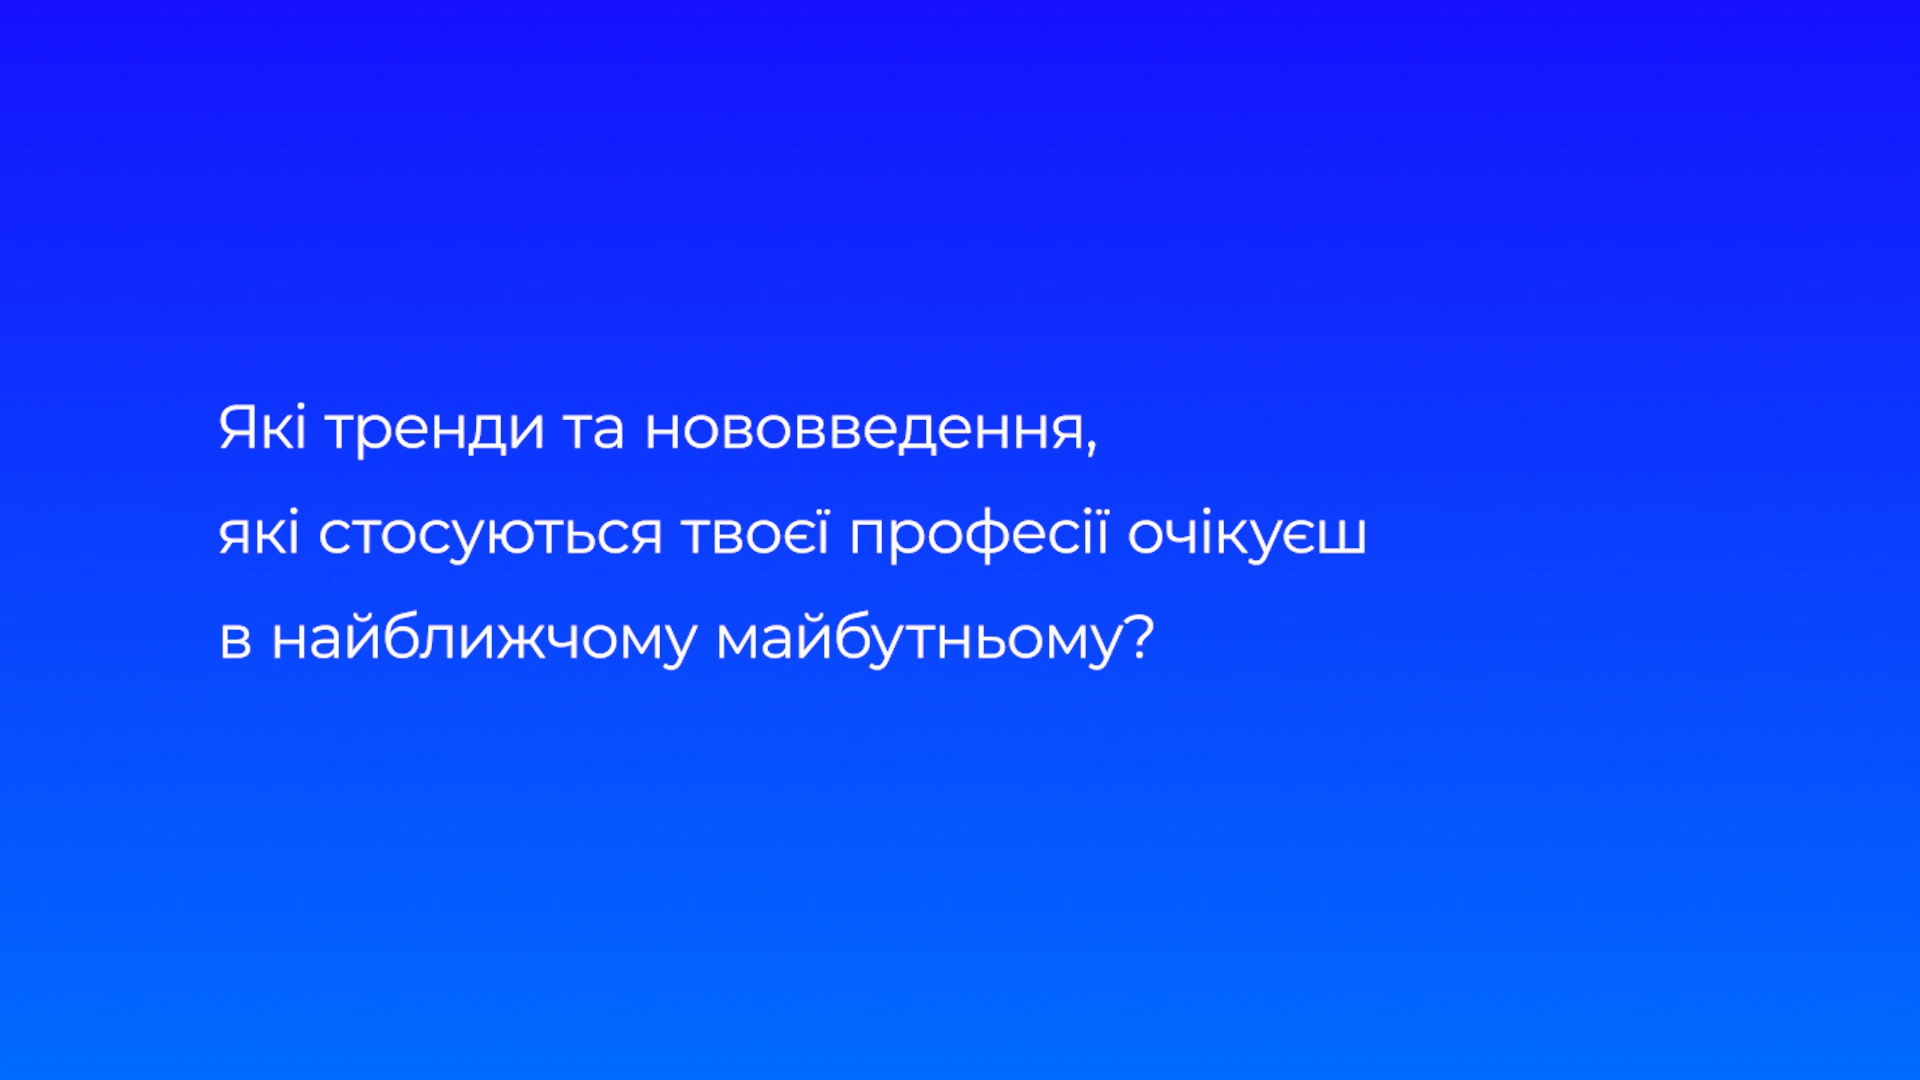 Які тренди та нововведення,
які стосуються твоєї професії очікуєш
в найближчому майбутньому?